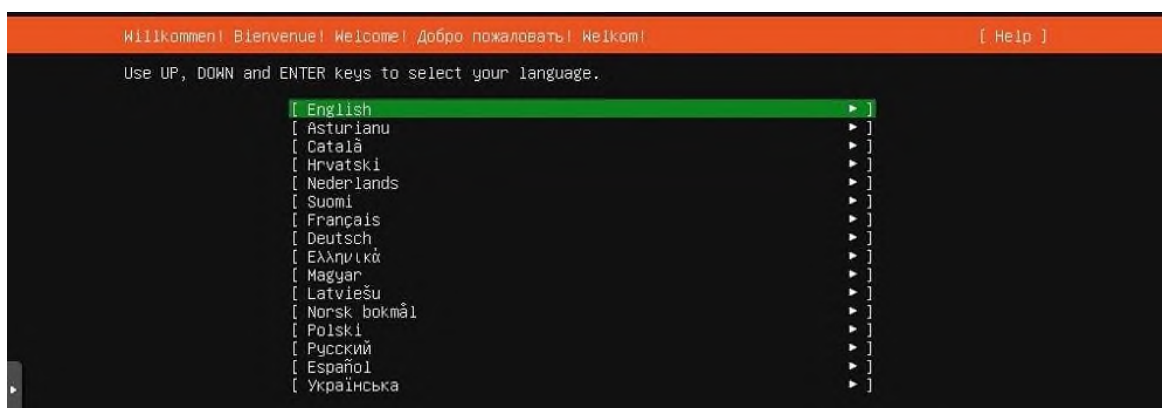 Willkommen! Bienvenue! Welcome! Добро пожаловать! Welkom! [ Help ]
Use UP, DOWN and ENTER keys to select your language.
[ English ► ]
[ Asturianu ► ]
[ Català ► ]
[ Hrvatski ► ]
[ Nederlands ► ]
[ Suomi ► ]
[ Français ► ]
[ Deutsch ► ]
[ Ελληνικά ► ]
[ Magyar ► ]
[ Latviešu ► ]
[ Norsk bokmål ► ]
[ Polski ► ]
[ Русский ► ]
[ Español ► ]
[ Українська ► ]